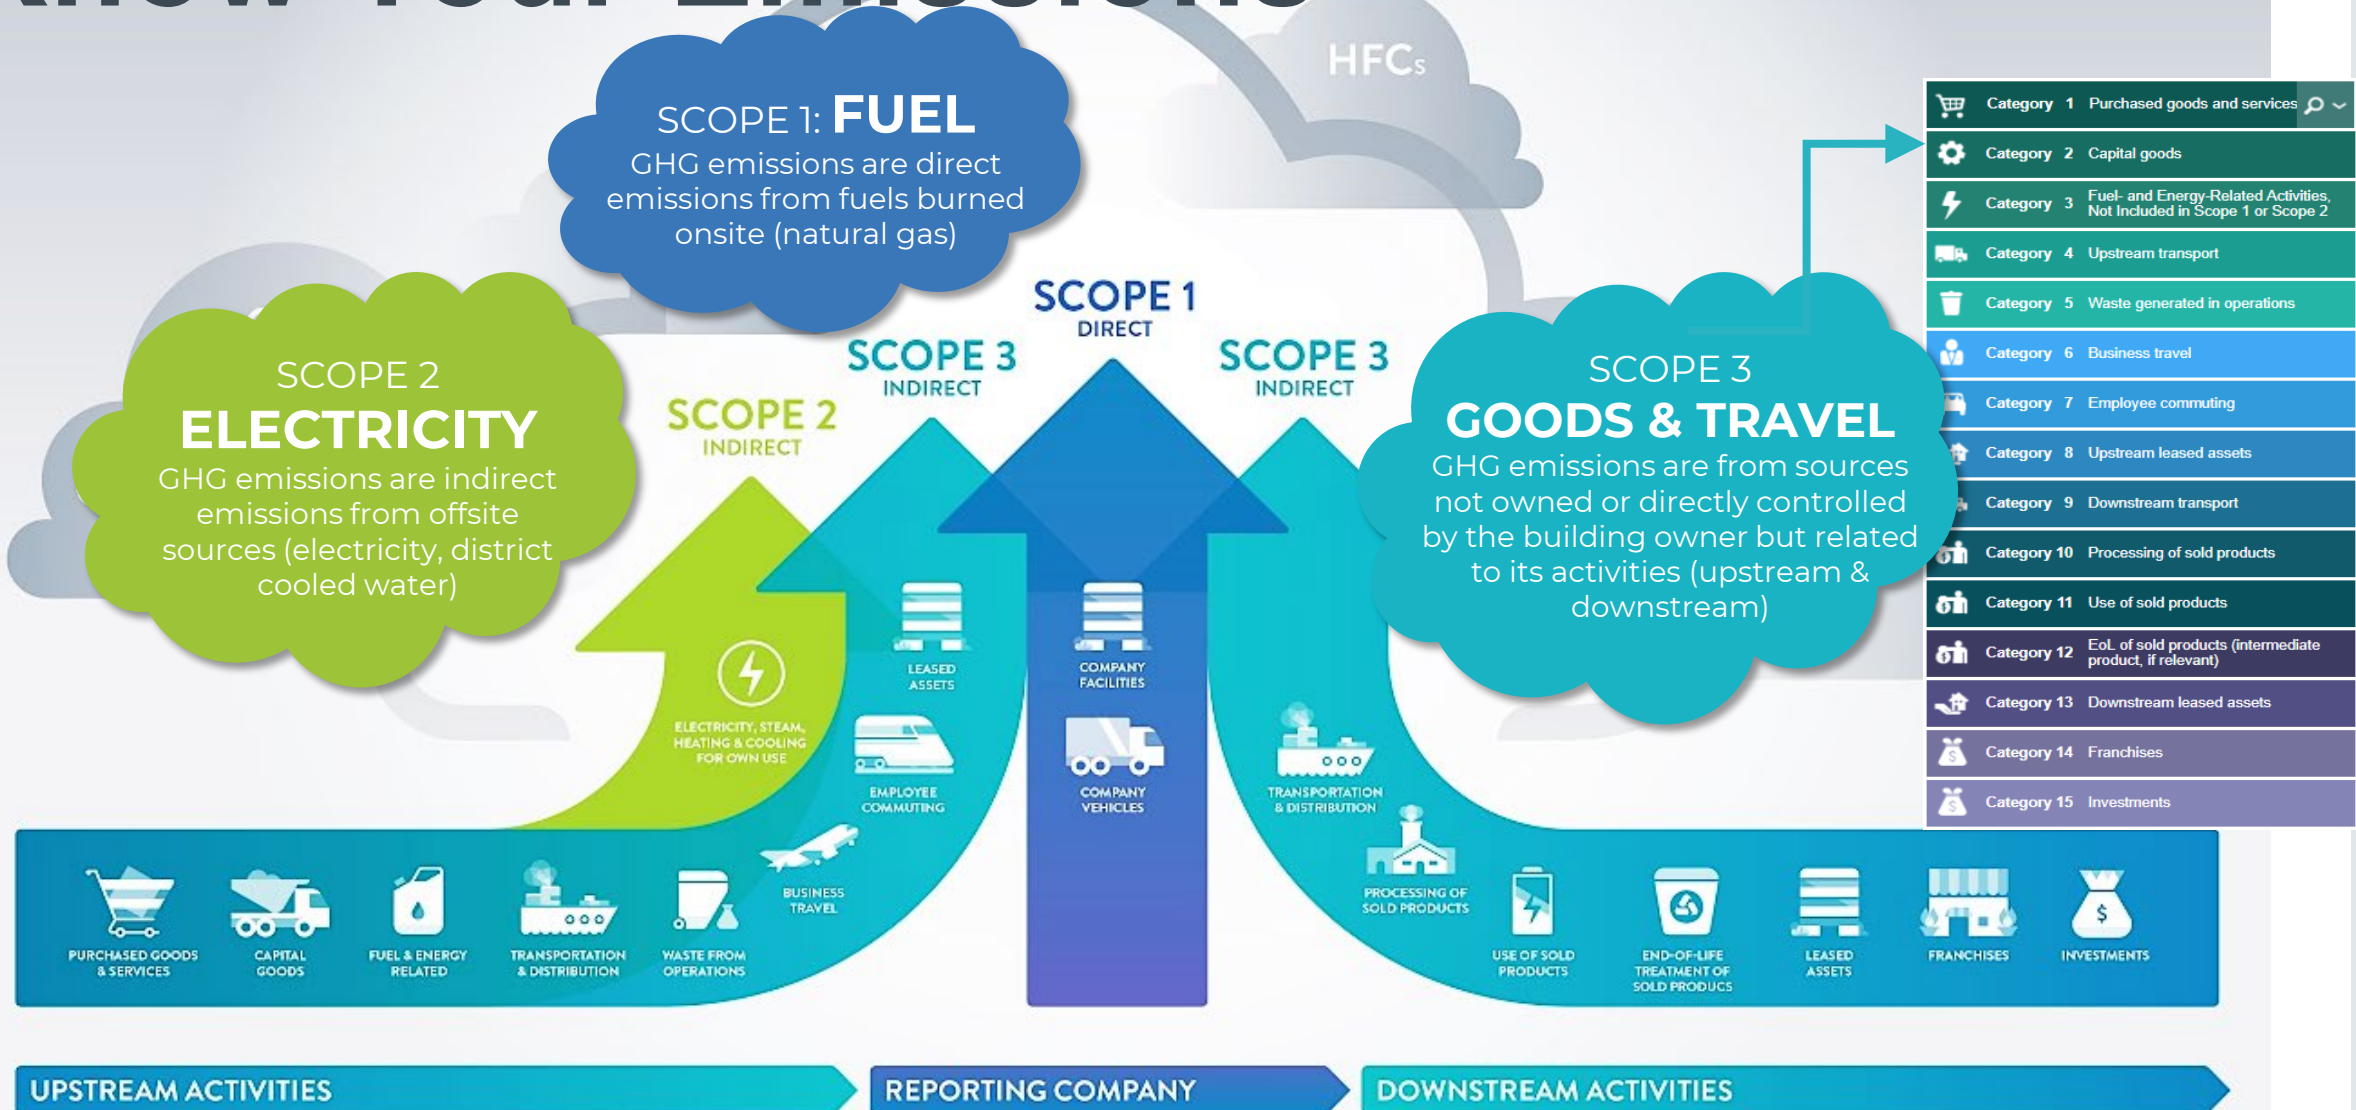 Know Your Emissions
HFCs
SCOPE 1: FUEL
GHG emissions are direct
emissions from fuels burned
onsite (natural gas)
SCOPE 2
ELECTRICITY
GHG emissions are indirect
emissions from offsite
sources (electricity, district
cooled water)
SCOPE 3
GOODS & TRAVEL
GHG emissions are from sources
not owned or directly controlled
by the building owner but related
to its activities (upstream &
downstream)
SCOPE 2
INDIRECT
SCOPE 3
INDIRECT
SCOPE 1
DIRECT
SCOPE 3
INDIRECT
Category 1 Purchased goods and services
Category 2 Capital goods
Category 3 Fuel- and Energy-Related Activities,
Not Included in Scope 1 or Scope 2
Category 4 Upstream transport
Category 5 Waste generated in operations
Category 6 Business travel
Category 7 Employee commuting
Category 8 Upstream leased assets
Category 9 Downstream transport
Category 10 Processing of sold products
Category 11 Use of sold products
Category 12 EoL of sold products (intermediate
product, if relevant)
Category 13 Downstream leased assets
Category 14 Franchises
Category 15 Investments
ELECTRICITY, STEAM,
HEATING & COOLING
FOR OWN USE
LEASED
ASSETS
EMPLOYEE
COMMUTING
BUSINESS
TRAVEL
COMPANY
FACILITIES
COMPANY
VEHICLES
TRANSPORTATION
& DISTRIBUTION
PROCESSING OF
SOLD PRODUCTS
PURCHASED GOODS
& SERVICES
CAPITAL
GOODS
FUEL & ENERGY
RELATED
TRANSPORTATION
& DISTRIBUTION
WASTE FROM
OPERATIONS
USE OF SOLD
PRODUCTS
END-OF-LIFE
TREATMENT OF
SOLD PRODUCS
LEASED
ASSETS
FRANCHISES
INVESTMENTS
UPSTREAM ACTIVITIES
REPORTING COMPANY
DOWNSTREAM ACTIVITIES